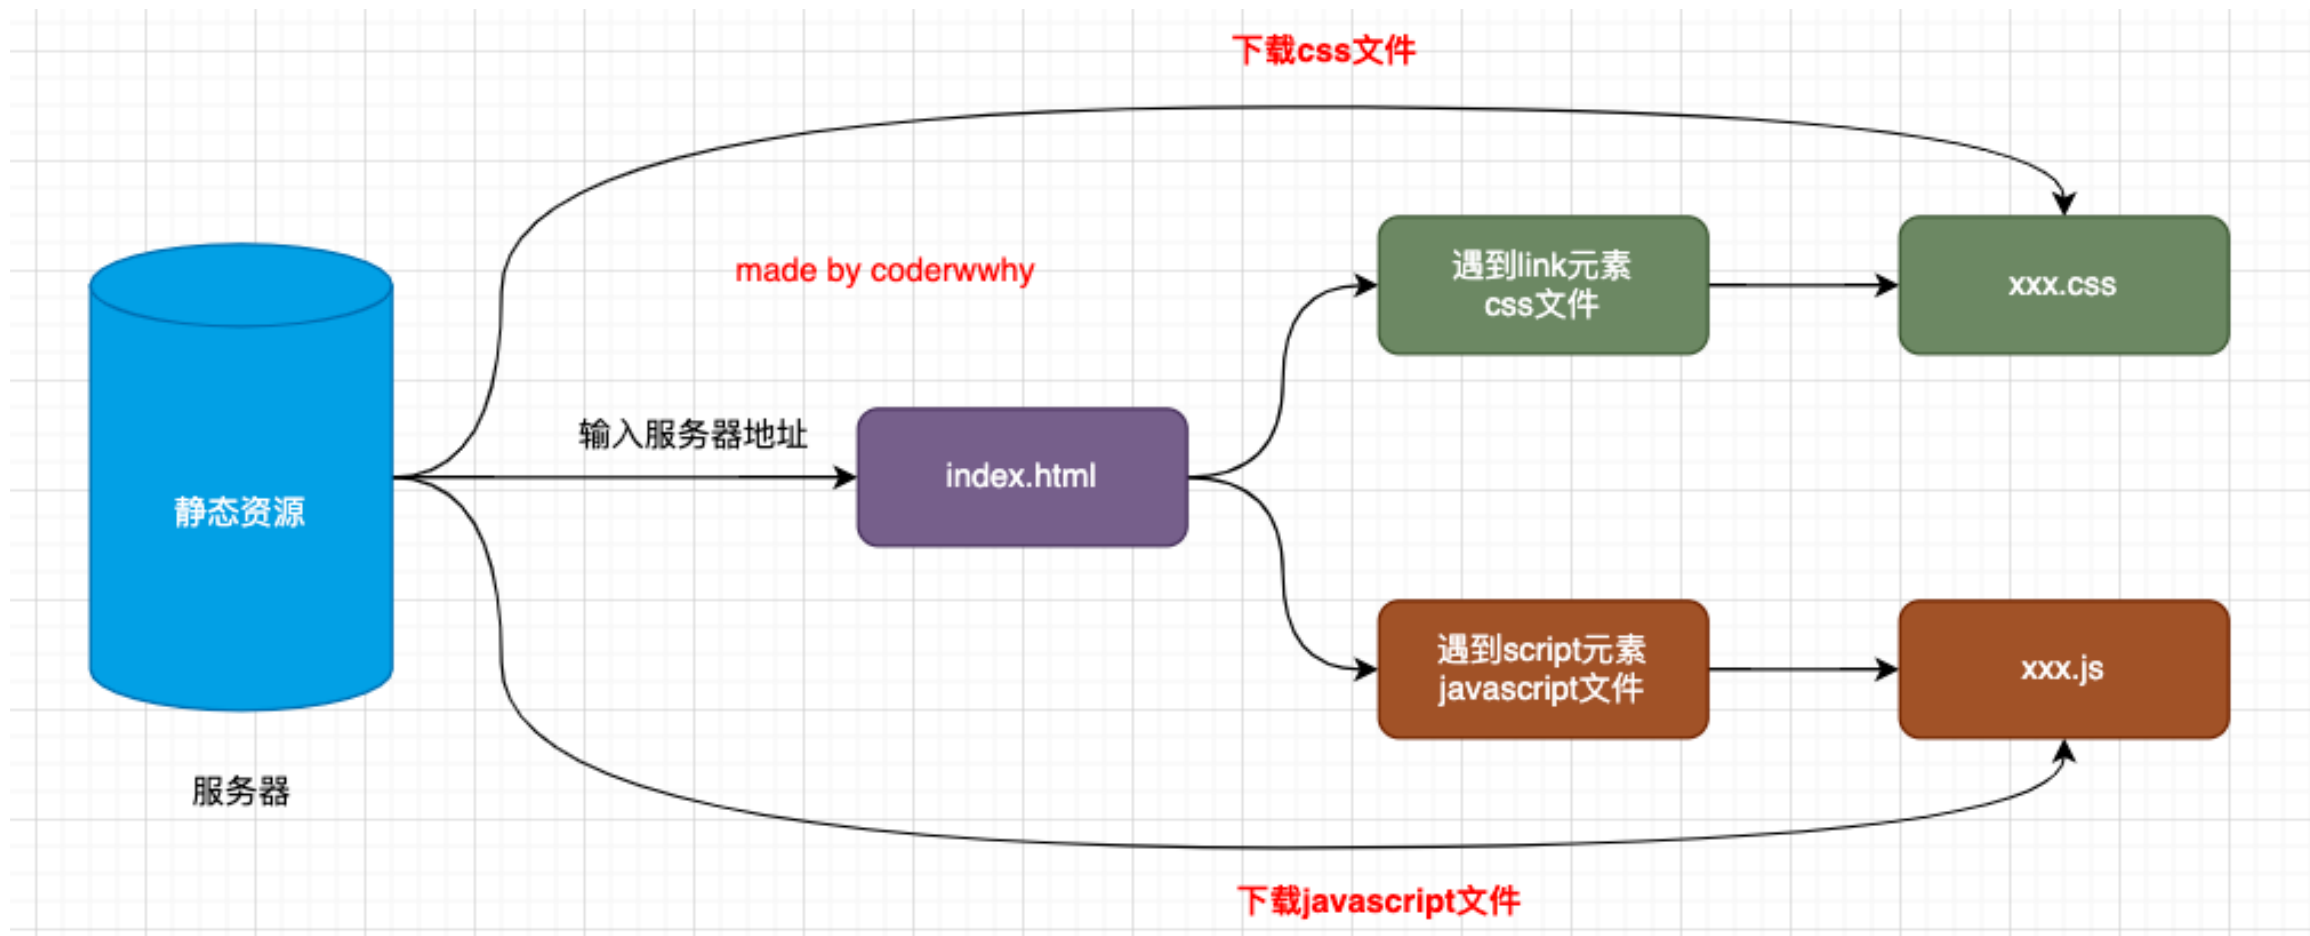 下载css文件
made by coderwwhy
遇到link元素
css文件
xxx.css
输入服务器地址
index.html
静态资源
遇到script元素
javascript文件
xxx.js
服务器
下载javascript文件